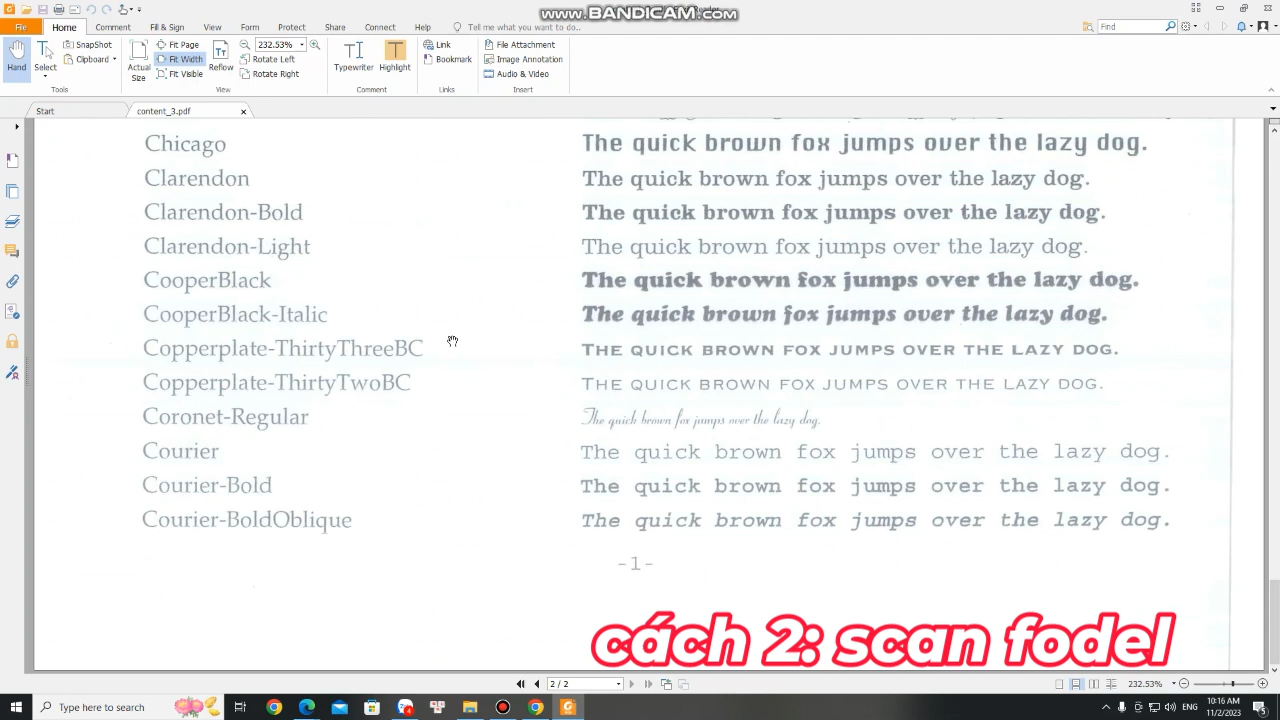 www.BANDICAM.com
File Home Comment View Form Protect Share Connect Help Tell me what you want to do… Find
Hand Select SnapShot Clipboard Actual Size Fit Page Fit Width Fit Visible Reflow 232.53% Rotate Left Rotate Right Typewriter Highlight Link Bookmark File Attachment Image Annotation Audio & Video
Tools View Comment Links Insert
Start content_3.pdf
Chicago The quick brown fox jumps over the lazy dog.
Clarendon The quick brown fox jumps over the lazy dog.
Clarendon-Bold The quick brown fox jumps over the lazy dog.
Clarendon-Light The quick brown fox jumps over the lazy dog.
CooperBlack The quick brown fox jumps over the lazy dog.
CooperBlack-Italic The quick brown fox jumps over the lazy dog.
Copperplate-ThirtyThreeBC THE QUICK BROWN FOX JUMPS OVER THE LAZY DOG.
Copperplate-ThirtyTwoBC THE QUICK BROWN FOX JUMPS OVER THE LAZY DOG.
Coronet-Regular The quick brown fox jumps over the lazy dog.
Courier The quick brown fox jumps over the lazy dog.
Courier-Bold The quick brown fox jumps over the lazy dog.
Courier-BoldOblique The quick brown fox jumps over the lazy dog.
-1-
cách 2: scan fodel
2 / 2 232.53%
Type here to search 10:16 AM
11/2/2023